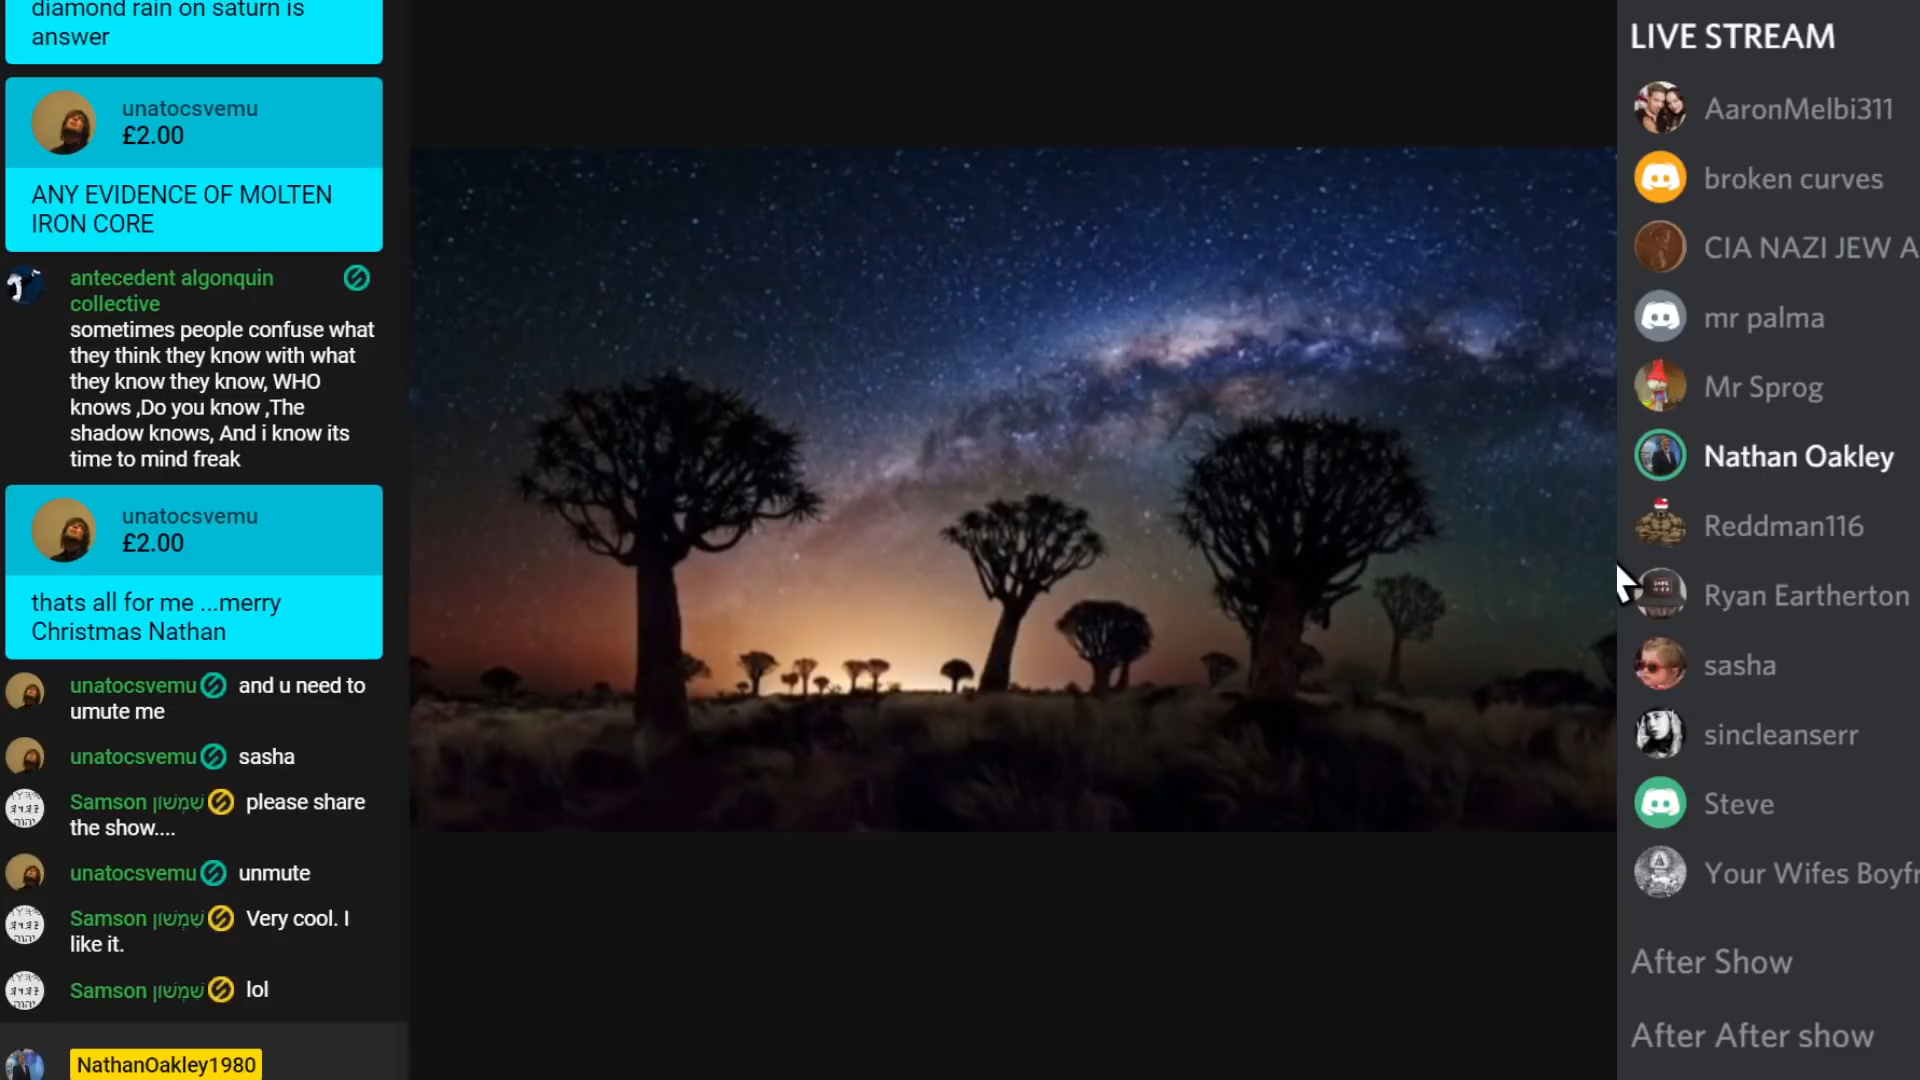 diamond rain on saturn is
answer
unatocsvemu
£2.00
ANY EVIDENCE OF MOLTEN
IRON CORE
antecedent algonquin
collective
sometimes people confuse what
they think they know with what
they know they know, WHO
knows ,Do you know ,The
shadow knows, And i know its
time to mind freak
unatocsvemu
£2.00
thats all for me ...merry
Christmas Nathan
unatocsvemu and u need to
umute me
unatocsvemu sasha
Samson שִׁמְשׁוֹן please share
the show....
unatocsvemu unmute
Samson שִׁמְשׁוֹן Very cool. I
like it.
Samson שִׁמְשׁוֹן lol
NathanOakley1980
LIVE STREAM
AaronMelbi311
broken curves
CIA NAZI JEW A
mr palma
Mr Sprog
Nathan Oakley
Reddman116
Ryan Eartherton
sasha
sincleanserr
Steve
Your Wifes Boyfr
After Show
After After show